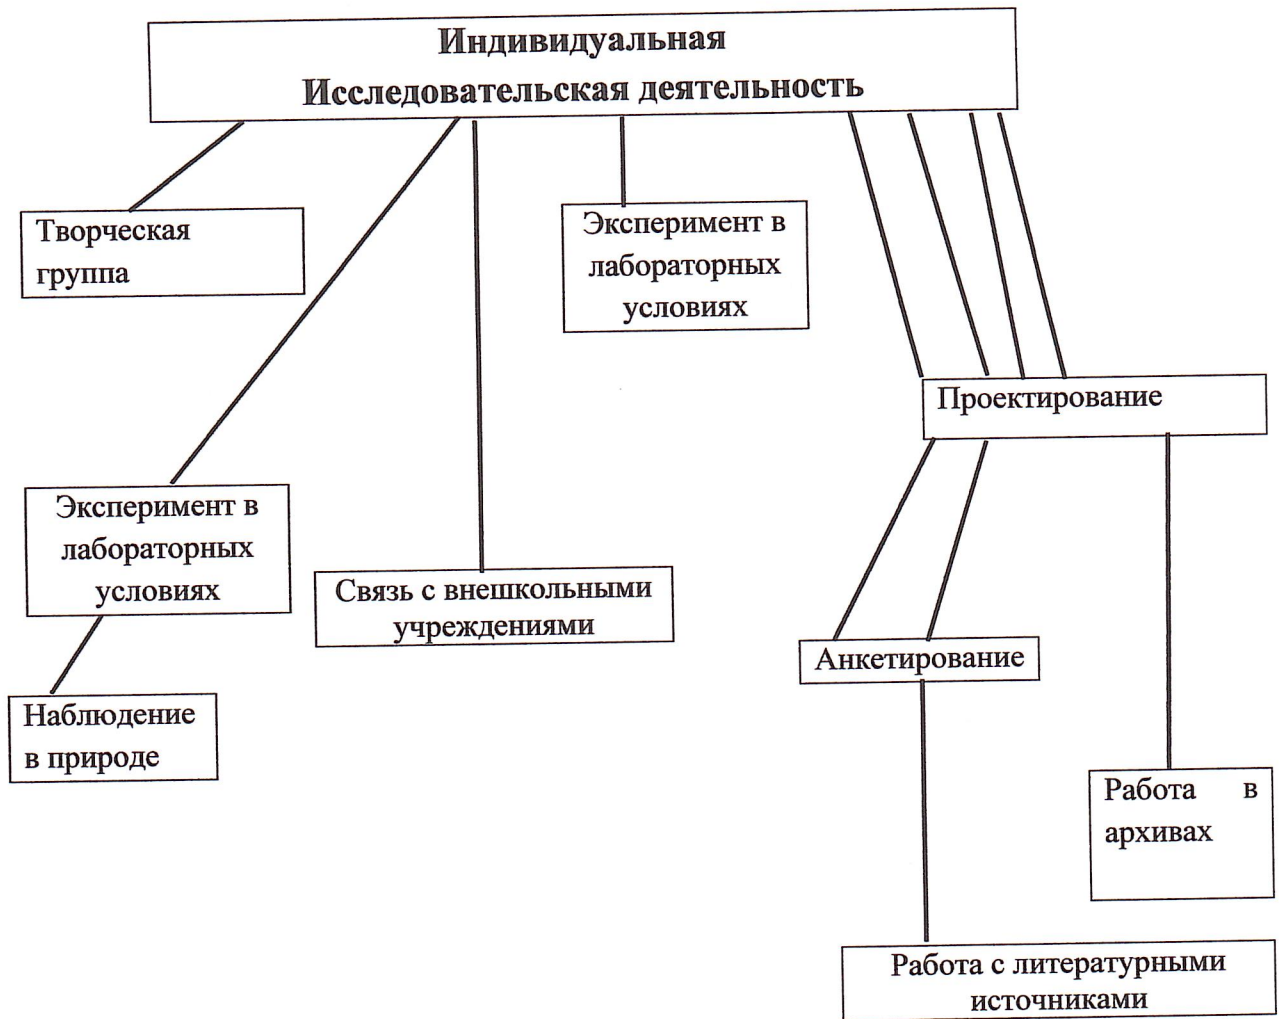 Индивидуальная
Исследовательская деятельность
Творческая
группа
Эксперимент в
лабораторных
условиях
Проектирование
Эксперимент в
лабораторных
условиях
Связь с внешкольными
учреждениями
Анкетирование
Наблюдение
в природе
Работа в
архивах
Работа с литературными
источниками